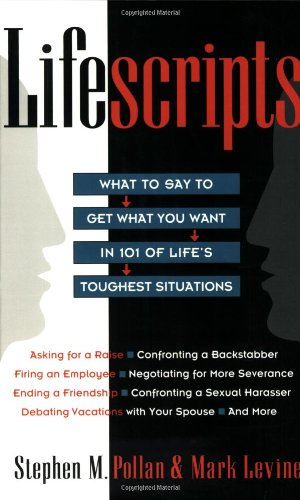 Lifescripts
WHAT TO SAY TO
GET WHAT YOU WANT
IN 101 OF LIFE'S
TOUGHEST SITUATIONS
Asking for a Raise ■ Confronting a Backstabber
Firing an Employee ■ Negotiating for More Severance
Ending a Friendship ■ Confronting a Sexual Harasser
Debating Vacations with Your Spouse ■ And More
Stephen M. Pollan & Mark Levine